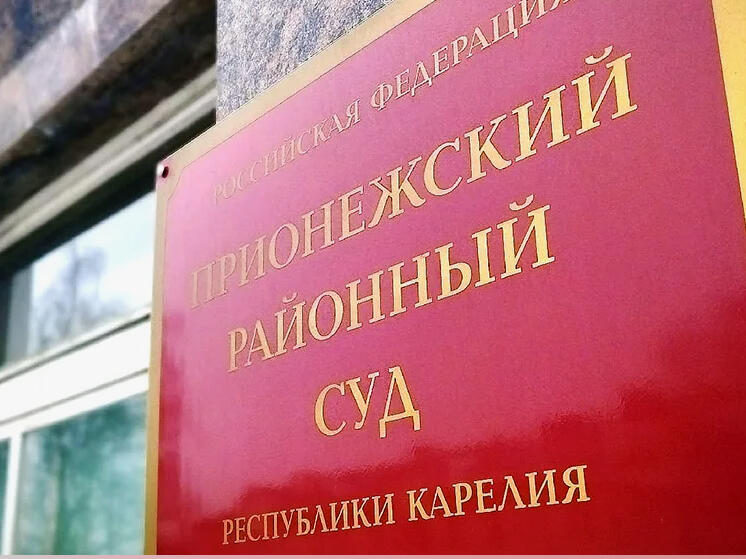 РОССИЙСКАЯ ФЕДЕРАЦИЯ
ПРИОНЕЖСКИЙ
РАЙОННЫЙ
СУД
РЕСПУБЛИКИ КАРЕЛИЯ